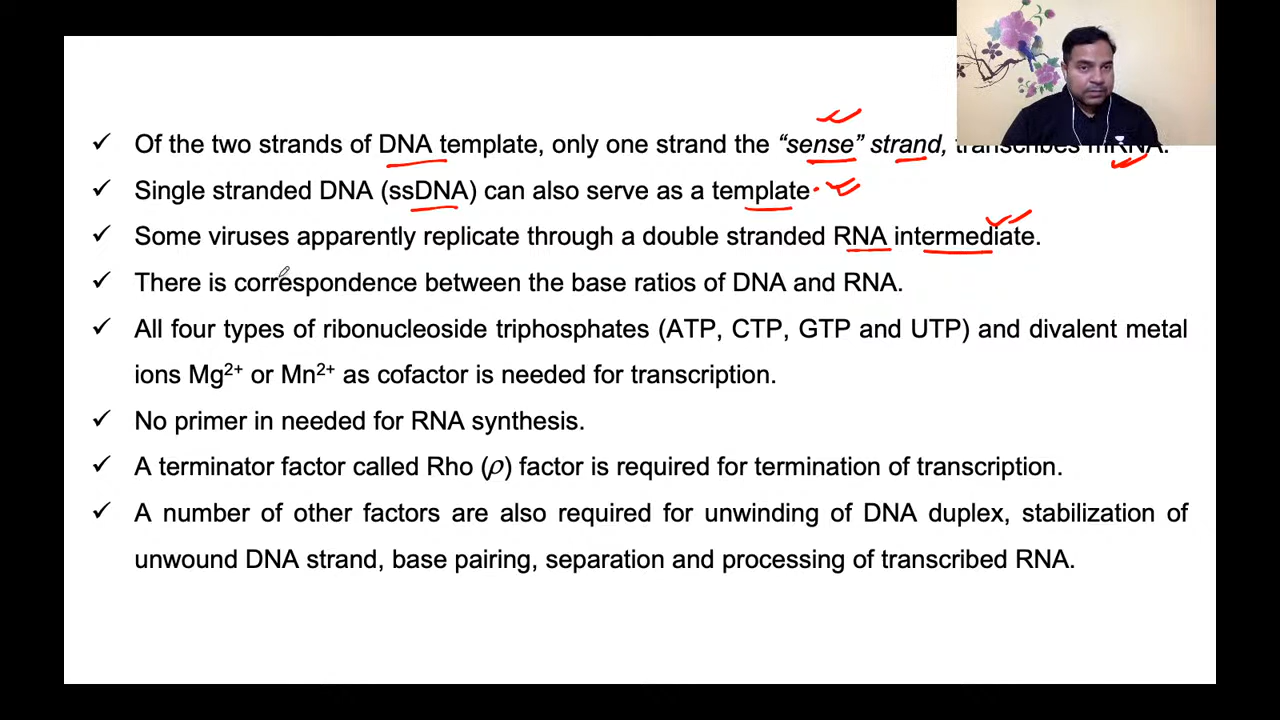 ✓ Of the two strands of DNA template, only one strand the “sense” strand, transcribes mRNA.
✓ Single stranded DNA (ssDNA) can also serve as a template
✓ Some viruses apparently replicate through a double stranded RNA intermediate.
✓ There is correspondence between the base ratios of DNA and RNA.
✓ All four types of ribonucleoside triphosphates (ATP, CTP, GTP and UTP) and divalent metal
ions Mg²⁺ or Mn²⁺ as cofactor is needed for transcription.
✓ No primer in needed for RNA synthesis.
✓ A terminator factor called Rho (ρ) factor is required for termination of transcription.
✓ A number of other factors are also required for unwinding of DNA duplex, stabilization of
unwound DNA strand, base pairing, separation and processing of transcribed RNA.